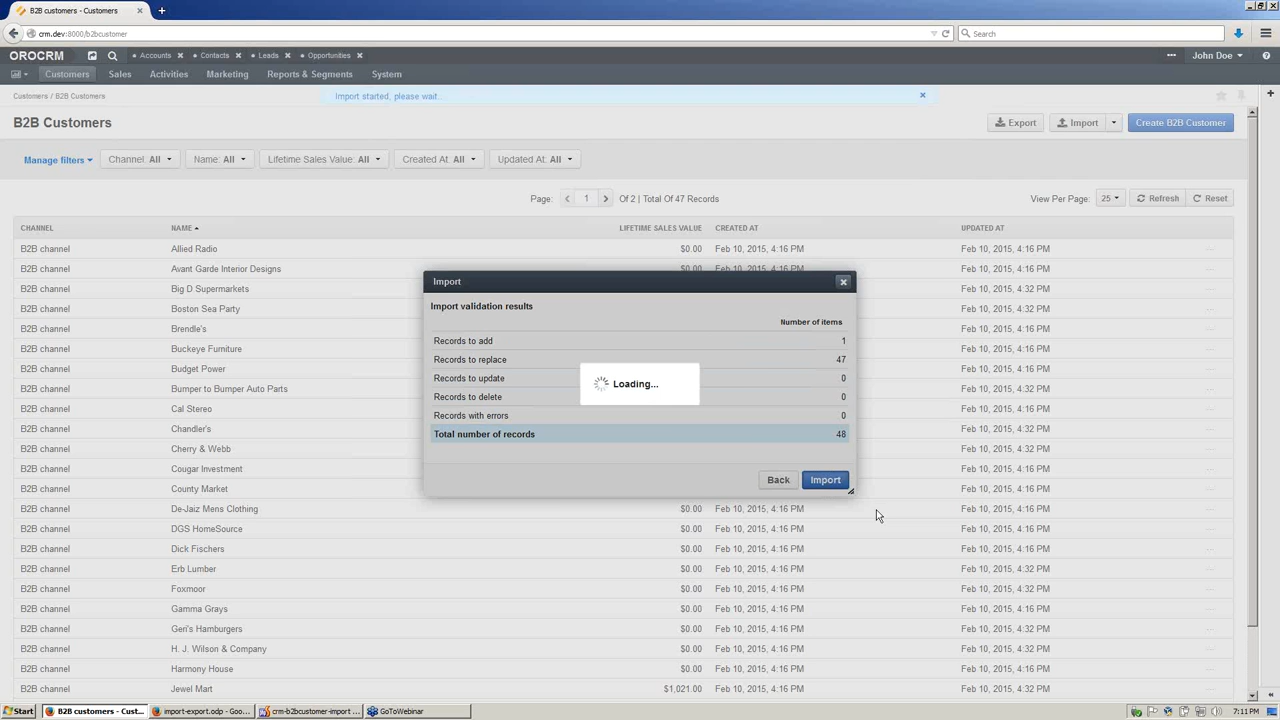 B2B customers - Customers
crm.dev:8000/b2bcustomer
Search
OROCRM Accounts Contacts Leads Opportunities John Doe
Customers Sales Activities Marketing Reports & Segments System
Customers / B2B Customers
Import started, please wait...
B2B Customers
Export Import Create B2B Customer
Manage filters Channel: All Name: All Lifetime Sales Value: All Created At: All Updated At: All
Page: 1 Of 2 | Total Of 47 Records View Per Page: 25 Refresh Reset
CHANNEL NAME LIFETIME SALES VALUE CREATED AT UPDATED AT
B2B channel Allied Radio $0.00 Feb 10, 2015, 4:16 PM Feb 10, 2015, 4:16 PM
B2B channel Avant Garde Interior Designs $0.00 Feb 10, 2015, 4:16 PM Feb 10, 2015, 4:16 PM
B2B channel Big D Supermarkets Feb 10, 2015, 4:32 PM
B2B channel Boston Sea Party Feb 10, 2015, 4:32 PM
B2B channel Brendle's Feb 10, 2015, 4:16 PM
B2B channel Buckeye Furniture Feb 10, 2015, 4:16 PM
B2B channel Budget Power Feb 10, 2015, 4:16 PM
B2B channel Bumper to Bumper Auto Parts Feb 10, 2015, 4:32 PM
B2B channel Cal Stereo Feb 10, 2015, 4:16 PM
B2B channel Chandler's Feb 10, 2015, 4:32 PM
B2B channel Cherry & Webb Feb 10, 2015, 4:32 PM
B2B channel Cougar Investment Feb 10, 2015, 4:16 PM
B2B channel County Market Feb 10, 2015, 4:16 PM
Import
Import validation results
Number of items
Records to add 1
Records to replace 47
Records to update 0
Records to delete 0
Records with errors 0
Total number of records 48
Loading...
Back Import
B2B channel De-Jaiz Mens Clothing $0.00 Feb 10, 2015, 4:16 PM Feb 10, 2015, 4:16 PM
B2B channel DGS HomeSource $0.00 Feb 10, 2015, 4:16 PM Feb 10, 2015, 4:16 PM
B2B channel Dick Fischers $0.00 Feb 10, 2015, 4:16 PM Feb 10, 2015, 4:16 PM
B2B channel Erb Lumber $0.00 Feb 10, 2015, 4:16 PM Feb 10, 2015, 4:32 PM
B2B channel Foxmoor $0.00 Feb 10, 2015, 4:16 PM Feb 10, 2015, 4:32 PM
B2B channel Gamma Grays $0.00 Feb 10, 2015, 4:16 PM Feb 10, 2015, 4:16 PM
B2B channel Geri's Hamburgers $0.00 Feb 10, 2015, 4:16 PM Feb 10, 2015, 4:32 PM
B2B channel H. J. Wilson & Company $0.00 Feb 10, 2015, 4:16 PM Feb 10, 2015, 4:32 PM
B2B channel Harmony House $0.00 Feb 10, 2015, 4:16 PM Feb 10, 2015, 4:16 PM
B2B channel Jewel Mart $1,021.00 Feb 10, 2015, 4:16 PM Feb 10, 2015, 4:16 PM
Start B2B customers - Cust... import-export.odp - Goo... crm-b2bcustomer-import ... GoToWebinar 7:11 PM